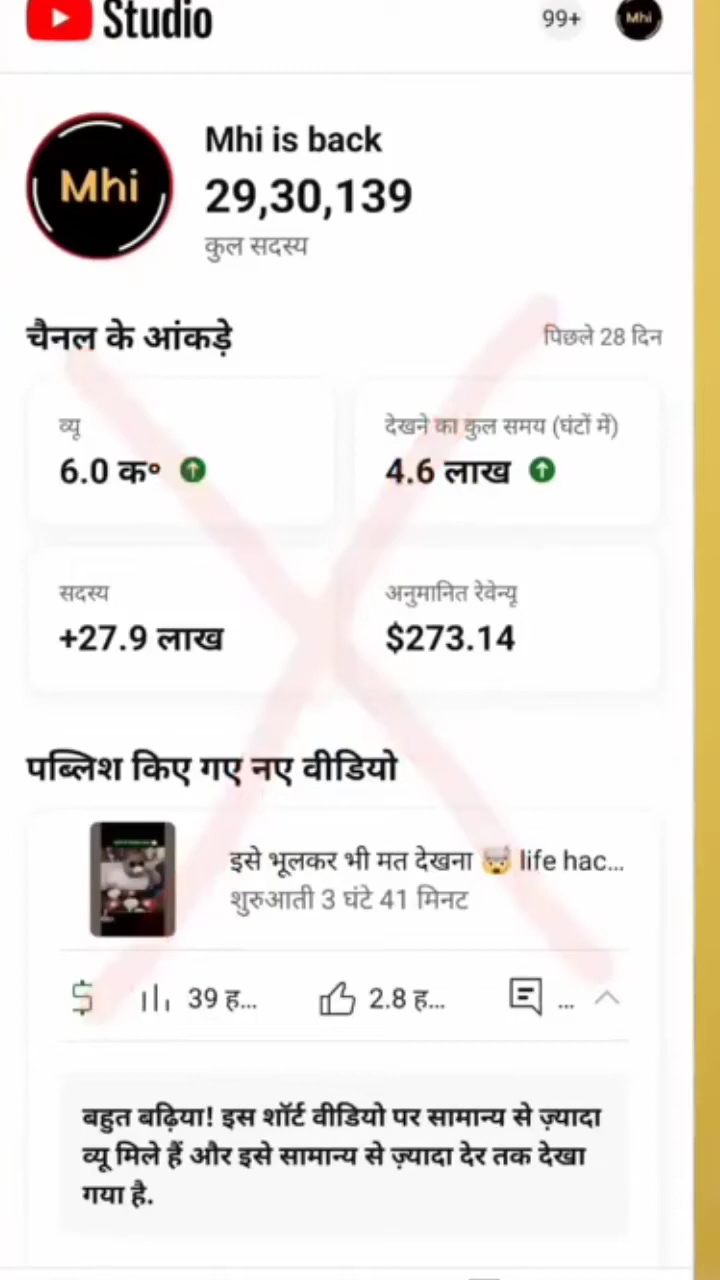 Studio
99+
Mhi
Mhi
Mhi is back
29,30,139
कुल सदस्य
चैनल के आंकड़े
पिछले 28 दिन
व्यू
देखने का कुल समय (घंटों में)
6.0 क॰
4.6 लाख
सदस्य
अनुमानित रेवेन्यू
+27.9 लाख
$273.14
पब्लिश किए गए नए वीडियो
इसे भूलकर भी मत देखना 🤯 life hac...
शुरुआती 3 घंटे 41 मिनट
39 ह...
2.8 ह...
...
बहुत बढ़िया! इस शॉर्ट वीडियो पर सामान्य से ज़्यादा
व्यू मिले हैं और इसे सामान्य से ज़्यादा देर तक देखा
गया है.